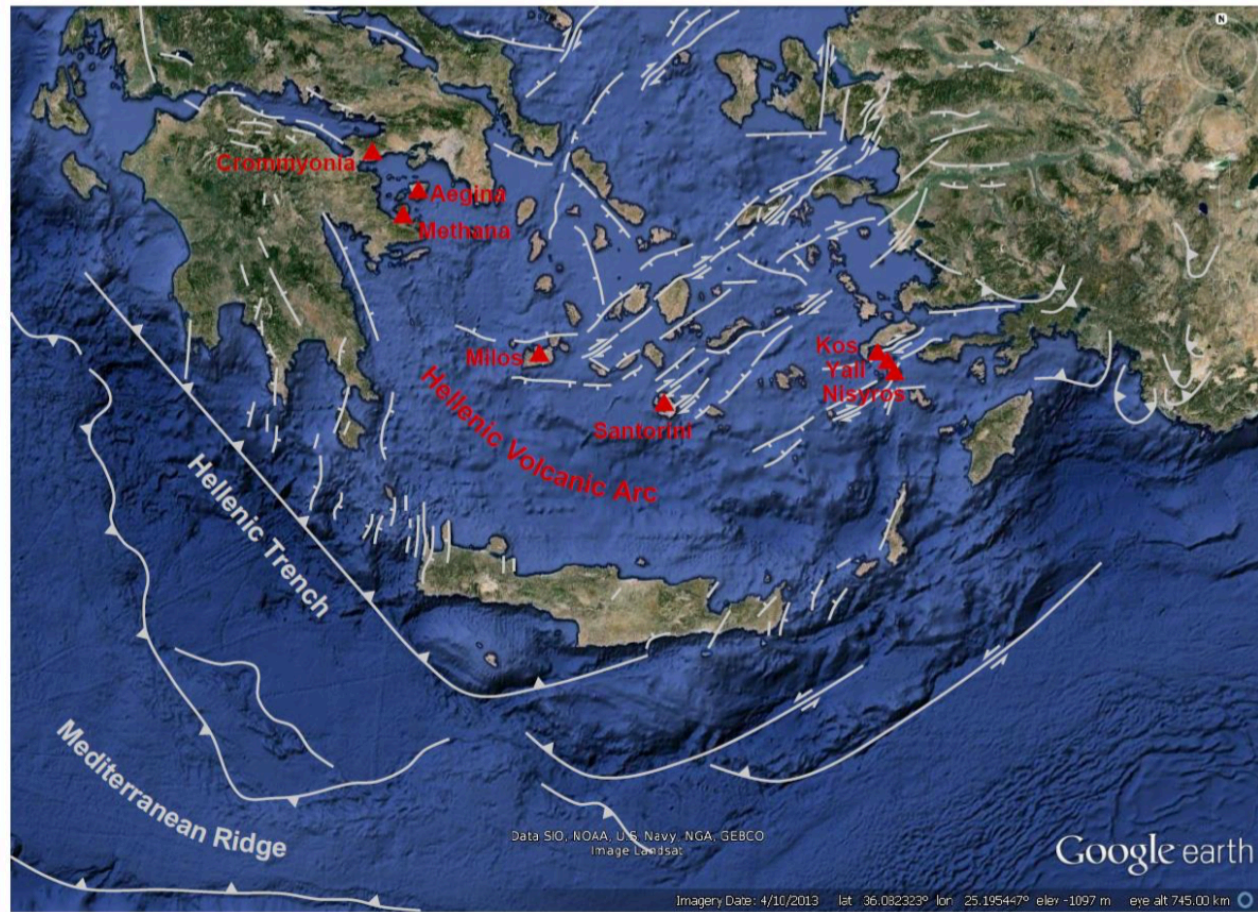 N
Crommyonia
Aegina
Methana
Milos
Kos
Yali
Nisyros
Santorini
Hellenic Volcanic Arc
Hellenic Trench
Mediterranean Ridge
Data SIO, NOAA, U.S. Navy, NGA, GEBCO
Image Landsat
Google earth
Imagery Date: 4/10/2013 lat 36.082323° lon 25.195447° elev -1097 m eye alt 745.00 km